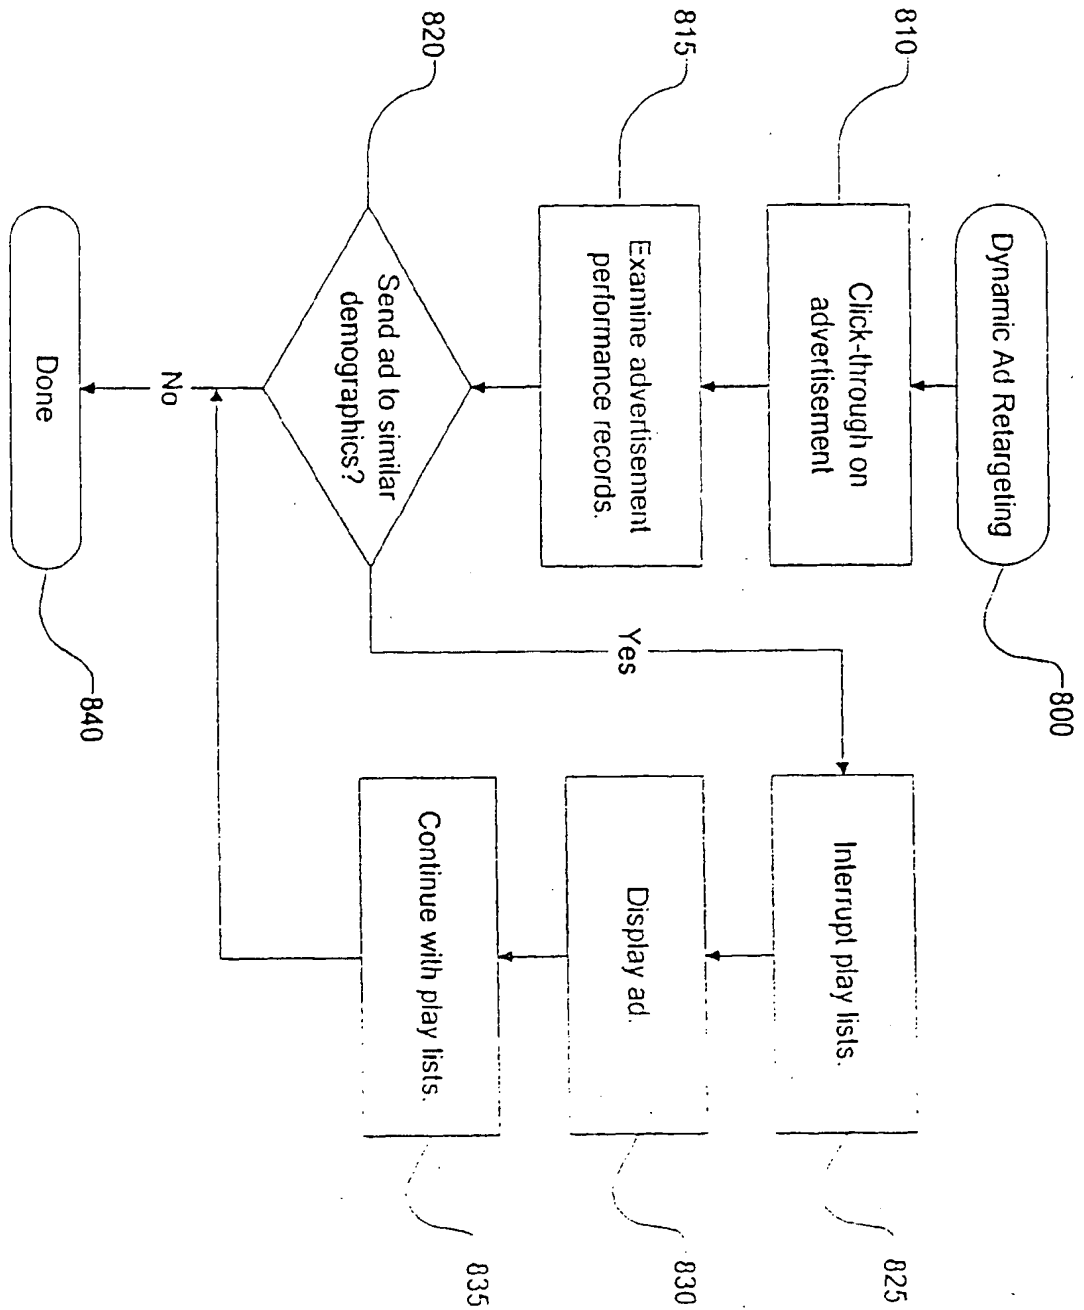 Dynamic Ad Retargeting
800
810
Click-through on
advertisement
815
Examine advertisement
performance records.
820
Send ad to similar
demographics?
Yes
No
Interrupt play lists.
825
Display ad.
830
Continue with play lists.
835
Done
840